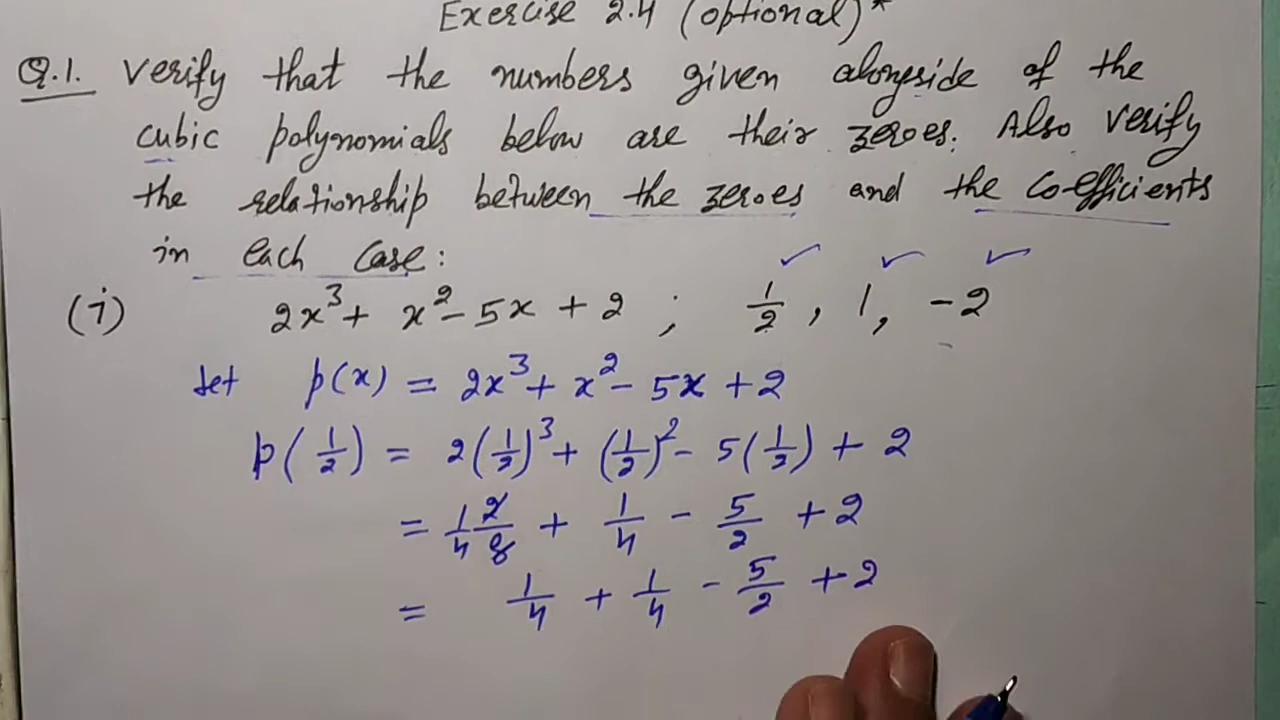 Exercise 2.4 (optional)*
Q.1. Verify that the numbers given alongside of the
cubic polynomials below are their zeroes. Also verify
the relationship between the zeroes and the co-efficients
in each case:
(i) 2x³ + x² - 5x + 2 ; 1/2, 1, -2
Let p(x) = 2x³ + x² - 5x + 2
p(1/2) = 2(1/2)³ + (1/2)² - 5(1/2) + 2
= 1/4 2/8 + 1/4 - 5/2 + 2
= 1/4 + 1/4 - 5/2 + 2